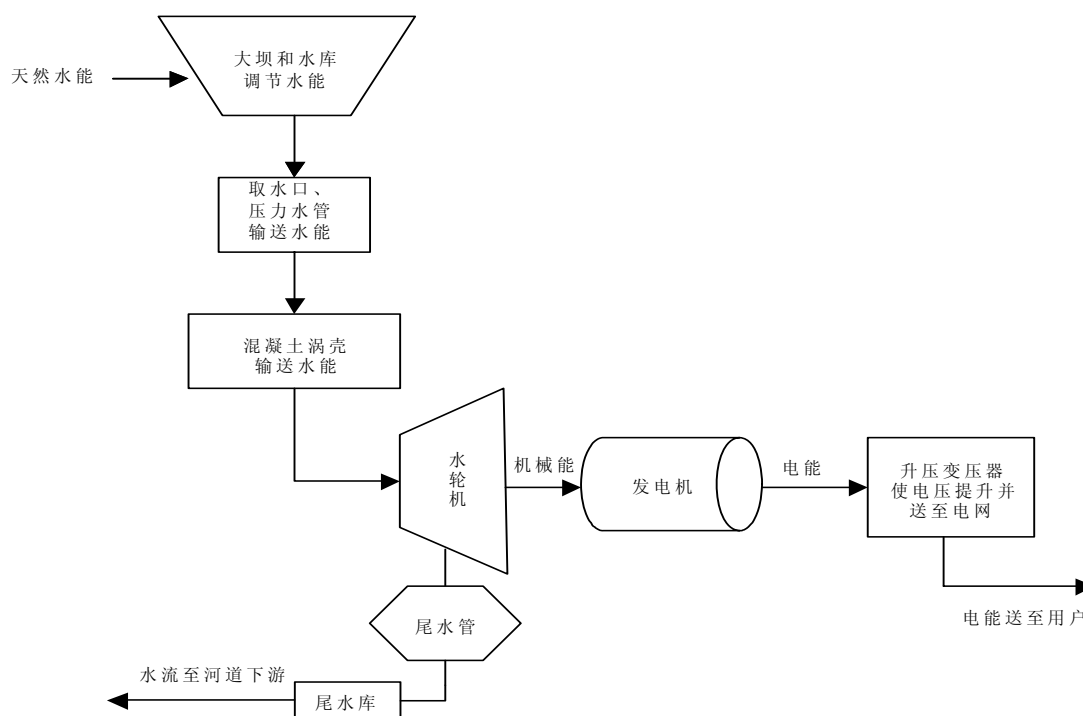 大坝和水库
调节水能
天然水能
取水口、
压力水管
输送水能
混凝土涡壳
输送水能
水轮机
机械能
发电机
电能
升压变压器
使电压提升并
送至电网
电能送至用户
尾水管
水流至河道下游
尾水库